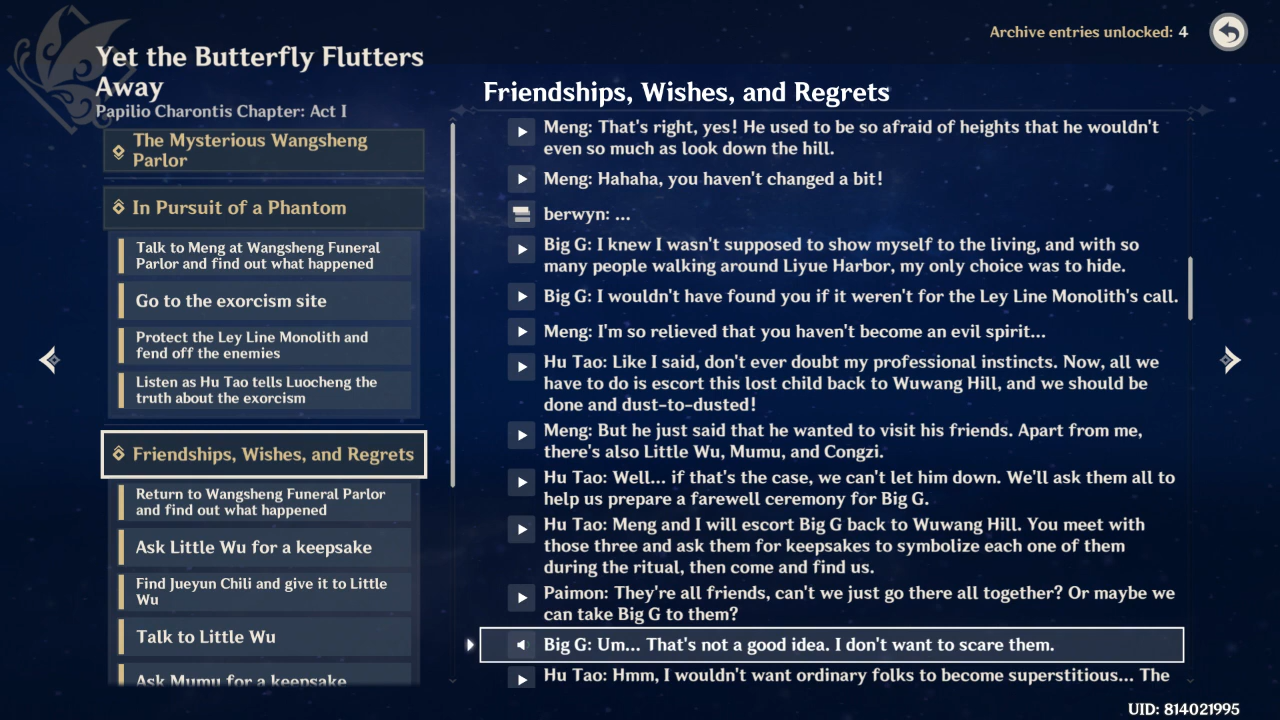 Archive entries unlocked: 4
Yet the Butterfly Flutters
Away
Papilio Charontis Chapter: Act I
The Mysterious Wangsheng
Parlor
In Pursuit of a Phantom
Talk to Meng at Wangsheng Funeral
Parlor and find out what happened
Go to the exorcism site
Protect the Ley Line Monolith and
fend off the enemies
Listen as Hu Tao tells Luocheng the
truth about the exorcism
Friendships, Wishes, and Regrets
Return to Wangsheng Funeral Parlor
and find out what happened
Ask Little Wu for a keepsake
Find Jueyun Chili and give it to Little
Wu
Talk to Little Wu
Ask Mumu for a keepsake
Friendships, Wishes, and Regrets
Meng: That's right, yes! He used to be so afraid of heights that he wouldn't
even so much as look down the hill.
Meng: Hahaha, you haven't changed a bit!
berwyn: ...
Big G: I knew I wasn't supposed to show myself to the living, and with so
many people walking around Liyue Harbor, my only choice was to hide.
Big G: I wouldn't have found you if it weren't for the Ley Line Monolith's call.
Meng: I'm so relieved that you haven't become an evil spirit...
Hu Tao: Like I said, don't ever doubt my professional instincts. Now, all we
have to do is escort this lost child back to Wuwang Hill, and we should be
done and dust-to-dusted!
Meng: But he just said that he wanted to visit his friends. Apart from me,
there's also Little Wu, Mumu, and Congzi.
Hu Tao: Well... if that's the case, we can't let him down. We'll ask them all to
help us prepare a farewell ceremony for Big G.
Hu Tao: Meng and I will escort Big G back to Wuwang Hill. You meet with
those three and ask them for keepsakes to symbolize each one of them
during the ritual, then come and find us.
Paimon: They're all friends, can't we just go there all together? Or maybe we
can take Big G to them?
Big G: Um... That's not a good idea. I don't want to scare them.
Hu Tao: Hmm, I wouldn't want ordinary folks to become superstitious... The
UID: 814021995